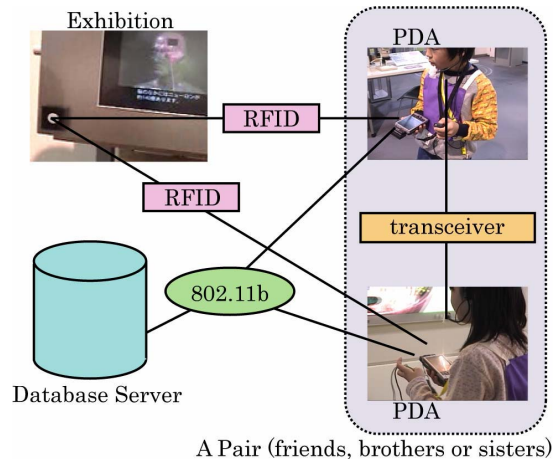 Exhibition
PDA
RFID
RFID
transceiver
802.11b
Database Server
PDA
A Pair (friends, brothers or sisters)